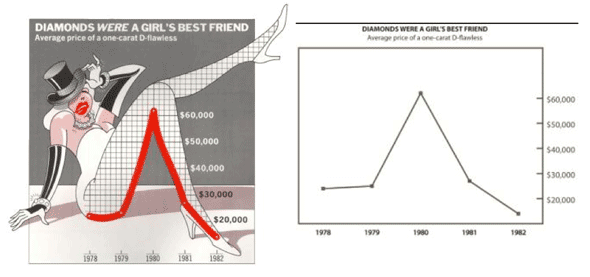 DIAMONDS WERE A GIRL'S BEST FRIEND
Average price of a one-carat D-flawless
$60,000
$50,000
$40,000
$30,000
$20,000
1978 1979 1980 1981 1982
DIAMONDS WERE A GIRL'S BEST FRIEND
Average price of a one-carat D-flawless
$60,000
$50,000
$40,000
$30,000
$20,000
1978 1979 1980 1981 1982